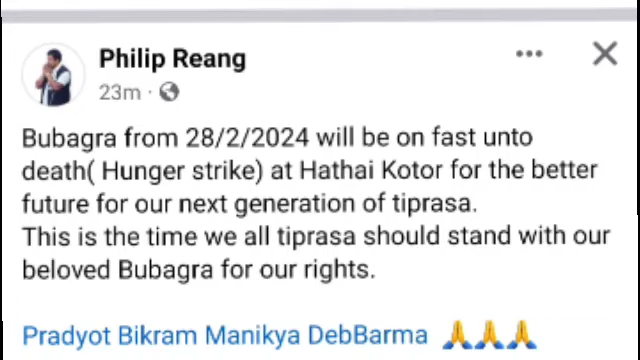 Philip Reang
23m ·
Bubagra from 28/2/2024 will be on fast unto
death( Hunger strike) at Hathai Kotor for the better
future for our next generation of tiprasa.
This is the time we all tiprasa should stand with our
beloved Bubagra for our rights.
Pradyot Bikram Manikya DebBarma 🙏🙏🙏